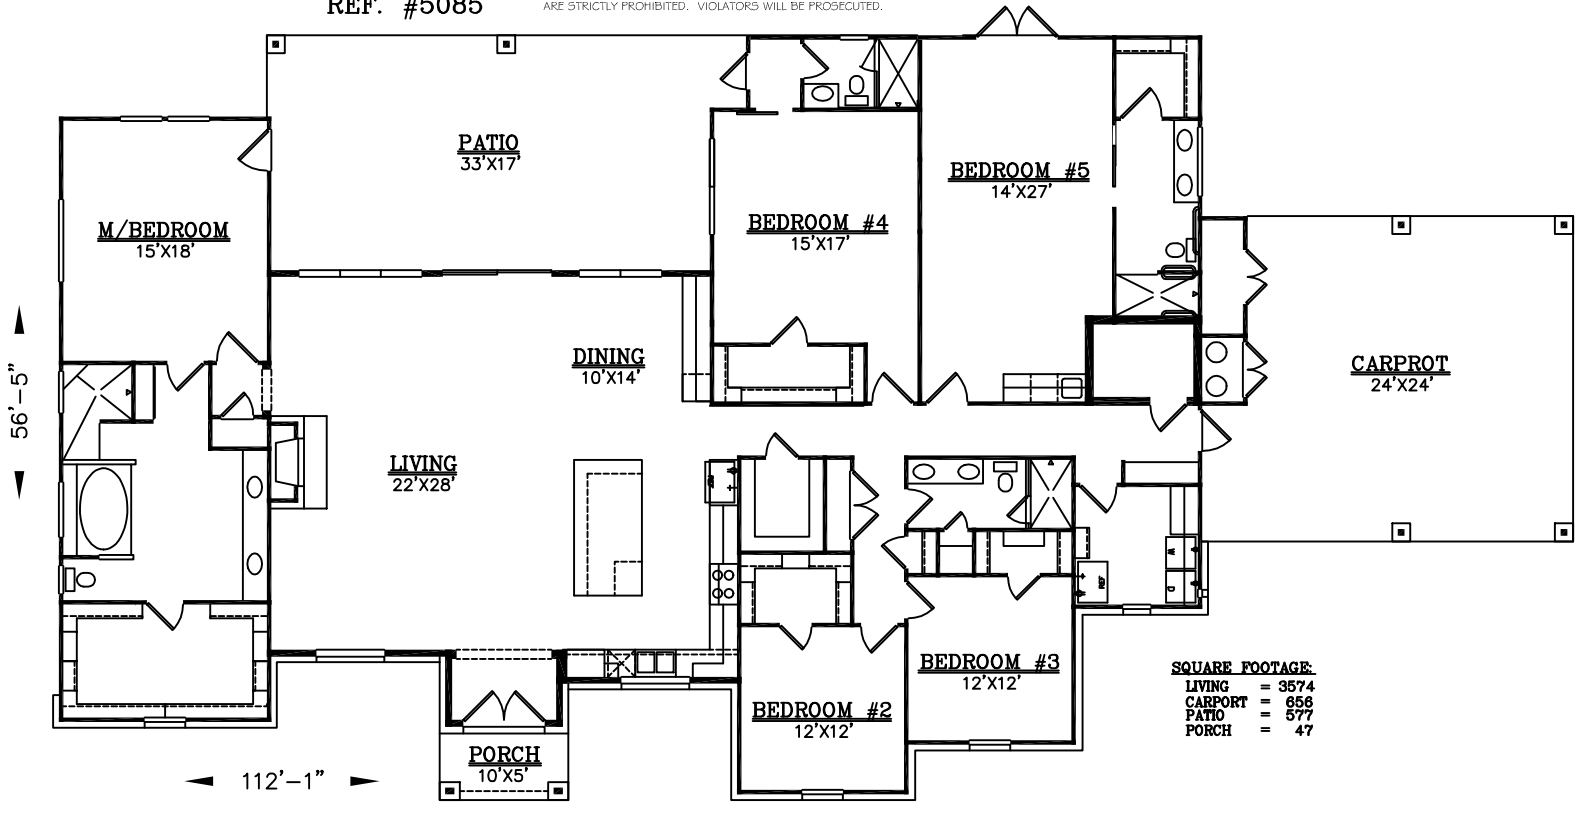 REF. #5085
ARE STRICTLY PROHIBITED. VIOLATORS WILL BE PROSECUTED.
PATIO
33'X17'
BEDROOM #5
14'X27'
M/BEDROOM
15'X18'
BEDROOM #4
15'X17'
DINING
10'X14'
CARPROT
24'X24'
56'-5"
LIVING
22'X28'
W
D
REF
BEDROOM #3
12'X12'
BEDROOM #2
12'X12'
PORCH
10'X5'
112'-1"
SQUARE FOOTAGE:
LIVING = 3574
CARPORT = 656
PATIO = 577
PORCH = 47